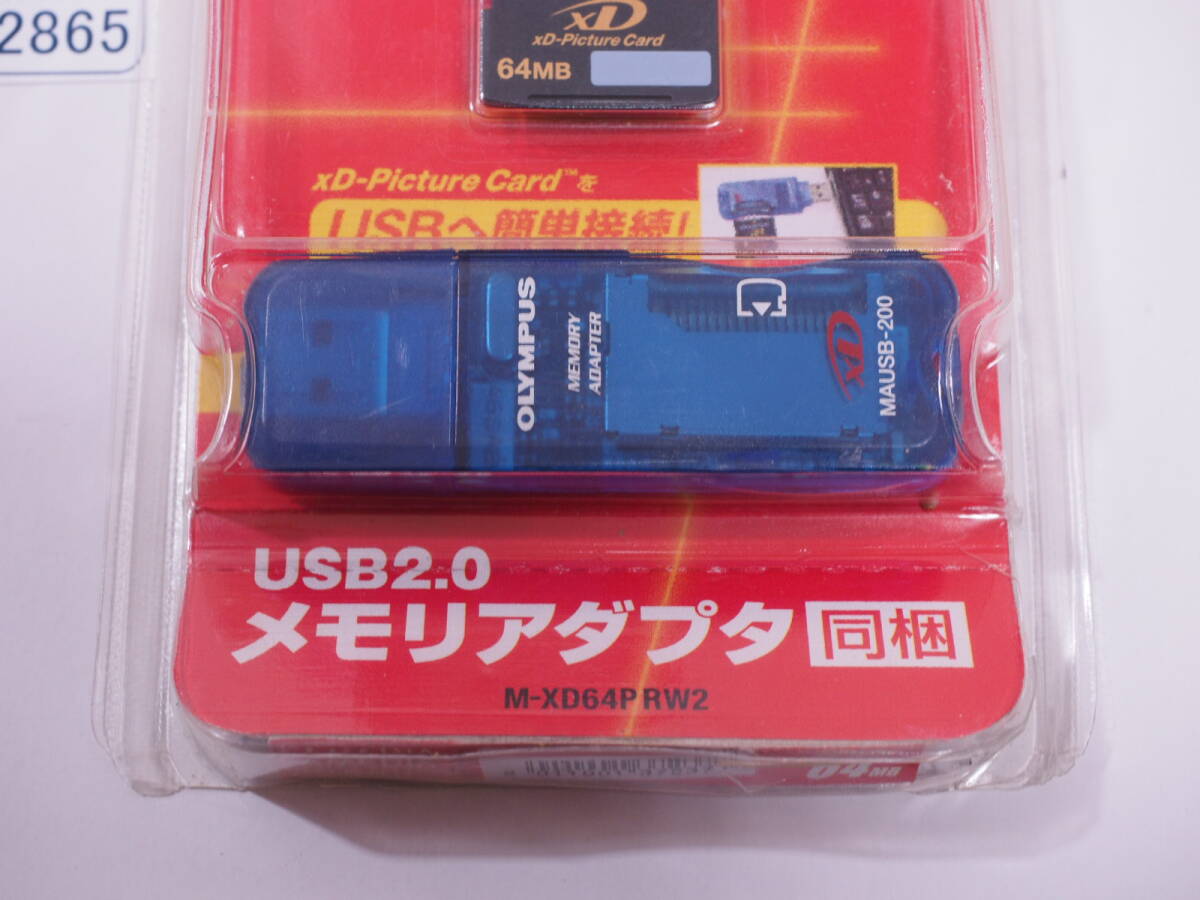 2865
xD
xD-Picture Card
64MB
xD-Picture Card™を
USBへ簡単接続!
OLYMPUS
MEMORY
ADAPTER
xD
MAUSB-200
USB2.0
メモリアダプタ 同梱
M-XD64P RW2
64MB